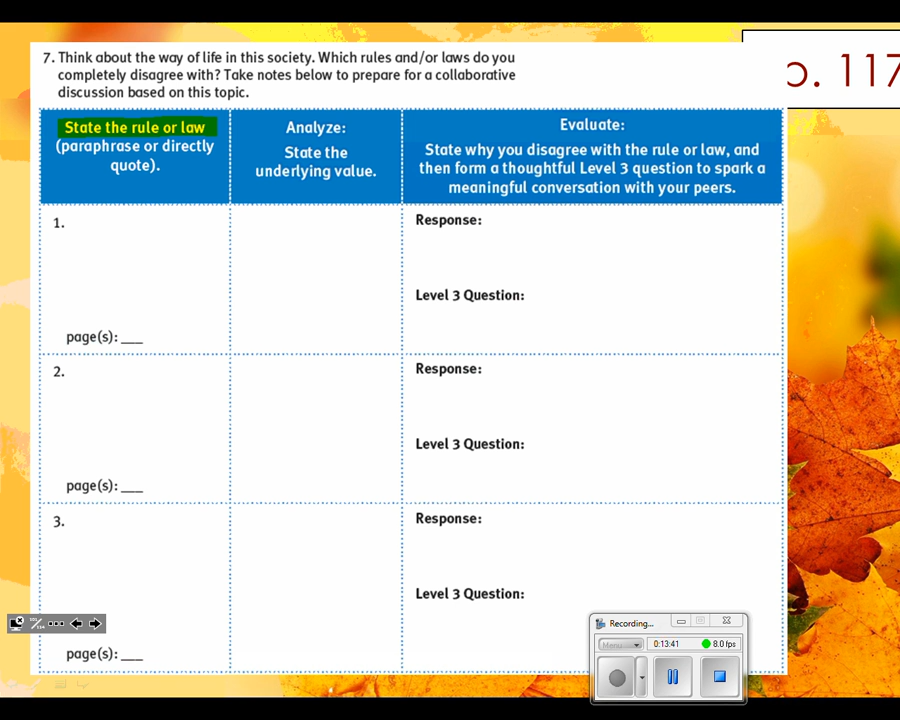 7. Think about the way of life in this society. Which rules and/or laws do you
completely disagree with? Take notes below to prepare for a collaborative
discussion based on this topic.
p. 117
State the rule or law
(paraphrase or directly
quote).
Analyze:
State the
underlying value.
Evaluate:
State why you disagree with the rule or law, and
then form a thoughtful Level 3 question to spark a
meaningful conversation with your peers.
1.
page(s): ___
Response:
Level 3 Question:
2.
page(s): ___
Response:
Level 3 Question:
3.
page(s): ___
Response:
Level 3 Question:
Recording...
Menu
0:13:41
8.0 fps